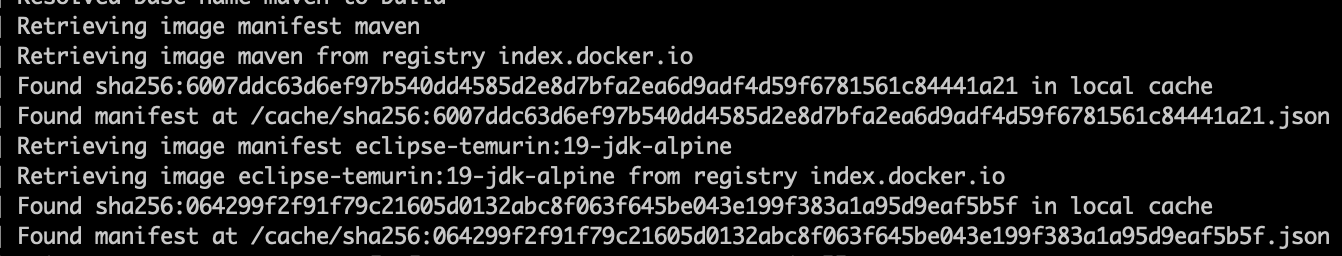 Resolved base name maven to build
Retrieving image manifest maven
Retrieving image maven from registry index.docker.io
Found sha256:6007ddc63d6ef97b540dd4585d2e8d7bfa2ea6d9adf4d59f6781561c84441a21 in local cache
Found manifest at /cache/sha256:6007ddc63d6ef97b540dd4585d2e8d7bfa2ea6d9adf4d59f6781561c84441a21.json
Retrieving image manifest eclipse-temurin:19-jdk-alpine
Retrieving image eclipse-temurin:19-jdk-alpine from registry index.docker.io
Found sha256:064299f2f91f79c21605d0132abc8f063f645be043e199f383a1a95d9eaf5b5f in local cache
Found manifest at /cache/sha256:064299f2f91f79c21605d0132abc8f063f645be043e199f383a1a95d9eaf5b5f.json